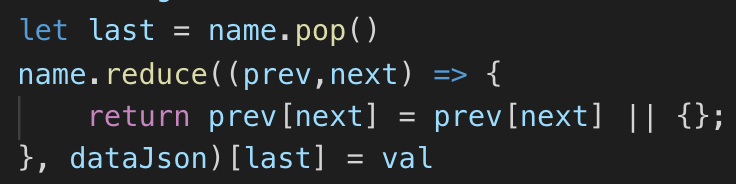 let last = name.pop()
name.reduce((prev,next) => {
    return prev[next] = prev[next] || {};
}, dataJson)[last] = val